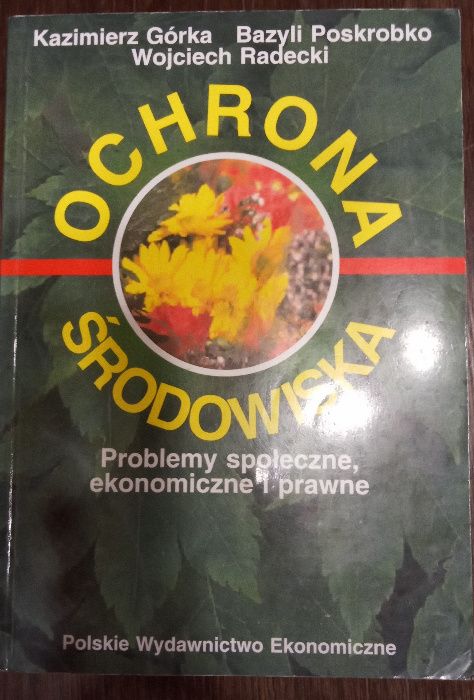 Kazimierz Górka Bazyli Poskrobko
Wojciech Radecki
OCHRONA
ŚRODOWISKA
Problemy społeczne,
ekonomiczne i prawne
Polskie Wydawnictwo Ekonomiczne